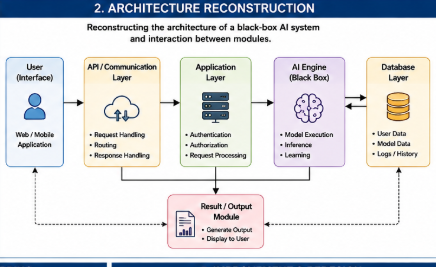 2. ARCHITECTURE RECONSTRUCTION
Reconstructing the architecture of a black-box AI system
and interaction between modules.
User
(Interface)
Web / Mobile
Application
API / Communication
Layer
• Request Handling
• Routing
• Response Handling
Application
Layer
• Authentication
• Authorization
• Request Processing
AI Engine
(Black Box)
• Model Execution
• Inference
• Learning
Database
Layer
• User Data
• Model Data
• Logs / History
Result / Output
Module
• Generate Output
• Display to User